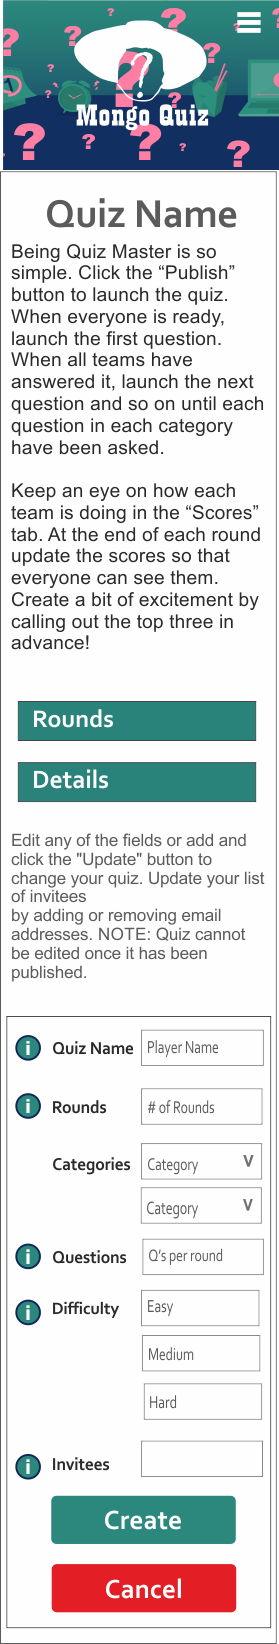 Mongo Quiz
Quiz Name
Being Quiz Master is so
simple. Click the “Publish”
button to launch the quiz.
When everyone is ready,
launch the first question.
When all teams have
answered it, launch the next
question and so on until each
question in each category
have been asked.
Keep an eye on how each
team is doing in the “Scores”
tab. At the end of each round
update the scores so that
everyone can see them.
Create a bit of excitement by
calling out the top three in
advance!
Rounds
Details
Edit any of the fields or add and
click the "Update" button to
change your quiz. Update your list
of invitees
by adding or removing email
addresses. NOTE: Quiz cannot
be edited once it has been
published.
i Quiz Name Player Name
i Rounds # of Rounds
Categories Category V
Category V
i Questions Q’s per round
i Difficulty Easy
Medium
Hard
i Invitees
Create
Cancel